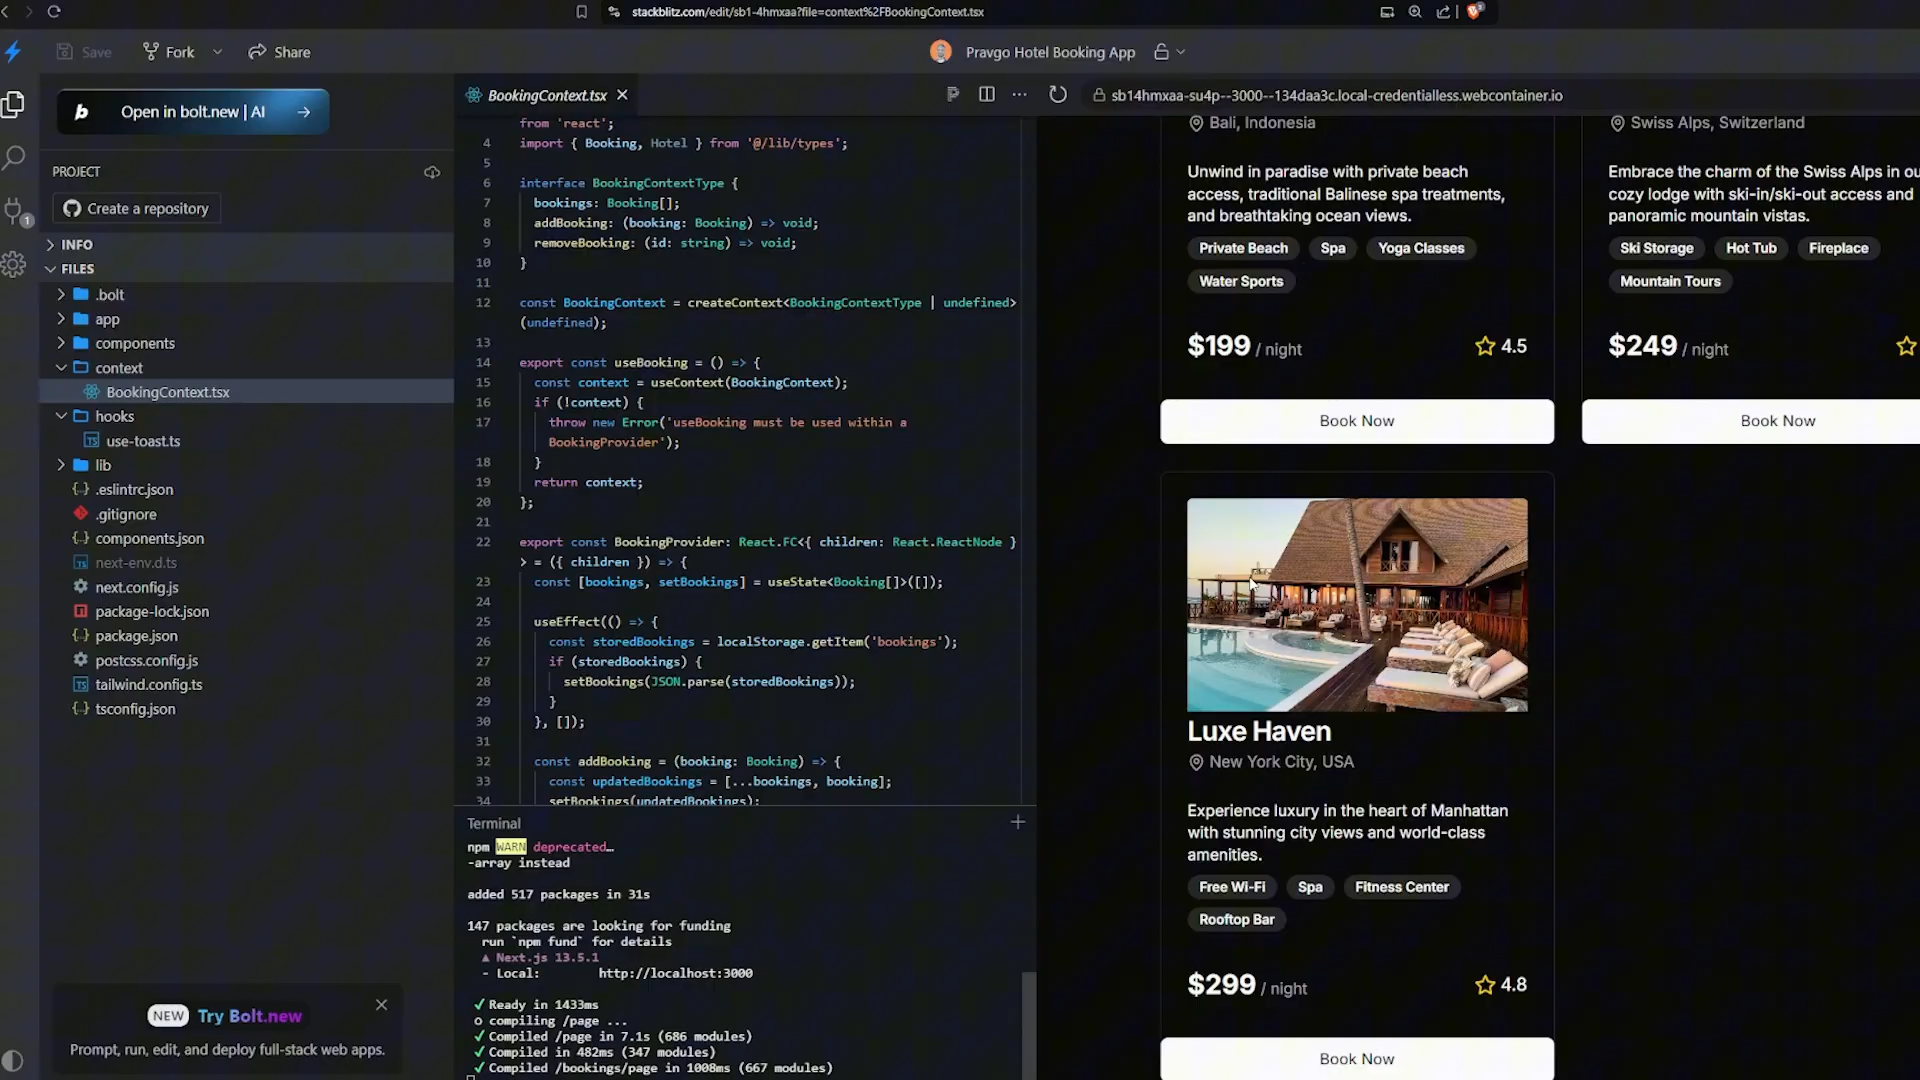 stackblitz.com/edit/sb1-4hmxaa?file=context%2FBookingContext.tsx
Save
Fork
Share
Pravgo Hotel Booking App
b Open in bolt.new | AI
PROJECT
Create a repository
1
INFO
FILES
.bolt
app
components
context
BookingContext.tsx
hooks
TS use-toast.ts
lib
{} .eslintrc.json
.gitignore
{} components.json
TS next-env.d.ts
next.config.js
package-lock.json
{} package.json
postcss.config.js
TS tailwind.config.ts
{} tsconfig.json
NEW Try Bolt.new
Prompt, run, edit, and deploy full-stack web apps.
BookingContext.tsx
from 'react';
4 import { Booking, Hotel } from '@/lib/types';
5
6 interface BookingContextType {
7 bookings: Booking[];
8 addBooking: (booking: Booking) => void;
9 removeBooking: (id: string) => void;
10 }
11
12 const BookingContext = createContext<BookingContextType | undefined>
(undefined);
13
14 export const useBooking = () => {
15 const context = useContext(BookingContext);
16 if (!context) {
17 throw new Error('useBooking must be used within a
BookingProvider');
18 }
19 return context;
20 };
21
22 export const BookingProvider: React.FC<{ children: React.ReactNode }
> = ({ children }) => {
23 const [bookings, setBookings] = useState<Booking[]>([]);
24
25 useEffect(() => {
26 const storedBookings = localStorage.getItem('bookings');
27 if (storedBookings) {
28 setBookings(JSON.parse(storedBookings));
29 }
30 }, []);
31
32 const addBooking = (booking: Booking) => {
33 const updatedBookings = [...bookings, booking];
34 setBookings(updatedBookings);
Terminal
npm WARN deprecated…
-array instead
added 517 packages in 31s
147 packages are looking for funding
run `npm fund` for details
▲ Next.js 13.5.1
- Local: http://localhost:3000
✓ Ready in 1433ms
○ compiling /page ...
✓ Compiled /page in 7.1s (686 modules)
✓ Compiled in 482ms (347 modules)
✓ Compiled /bookings/page in 1008ms (667 modules)
sb14hmxaa-su4p--3000--134daa3c.local-credentialless.webcontainer.io
Bali, Indonesia
Unwind in paradise with private beach
access, traditional Balinese spa treatments,
and breathtaking ocean views.
Private Beach Spa Yoga Classes
Water Sports
$199 / night 4.5
Book Now
Swiss Alps, Switzerland
Embrace the charm of the Swiss Alps in ou
cozy lodge with ski-in/ski-out access and
panoramic mountain vistas.
Ski Storage Hot Tub Fireplace
Mountain Tours
$249 / night
Book Now
Luxe Haven
New York City, USA
Experience luxury in the heart of Manhattan
with stunning city views and world-class
amenities.
Free Wi-Fi Spa Fitness Center
Rooftop Bar
$299 / night 4.8
Book Now